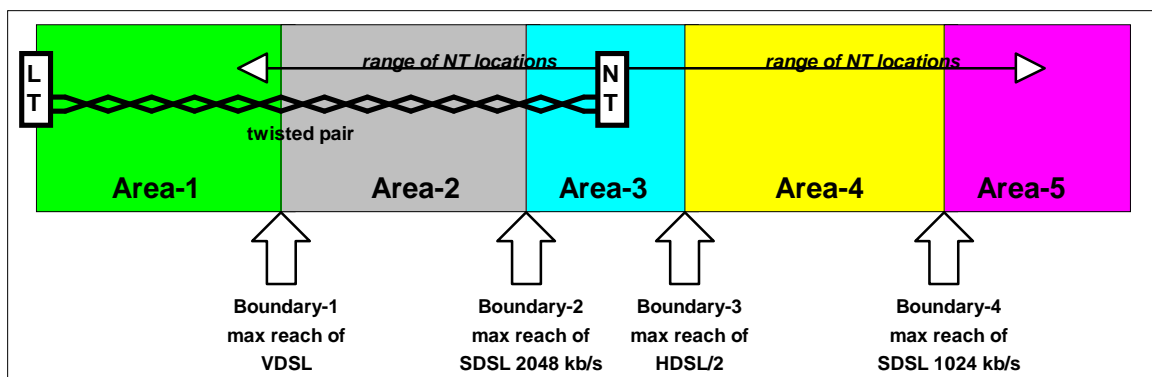 range of NT locations
range of NT locations
L
T
N
T
twisted pair
Area-1
Area-2
Area-3
Area-4
Area-5
Boundary-1
max reach of
VDSL
Boundary-2
max reach of
SDSL 2048 kb/s
Boundary-3
max reach of
HDSL/2
Boundary-4
max reach of
SDSL 1024 kb/s